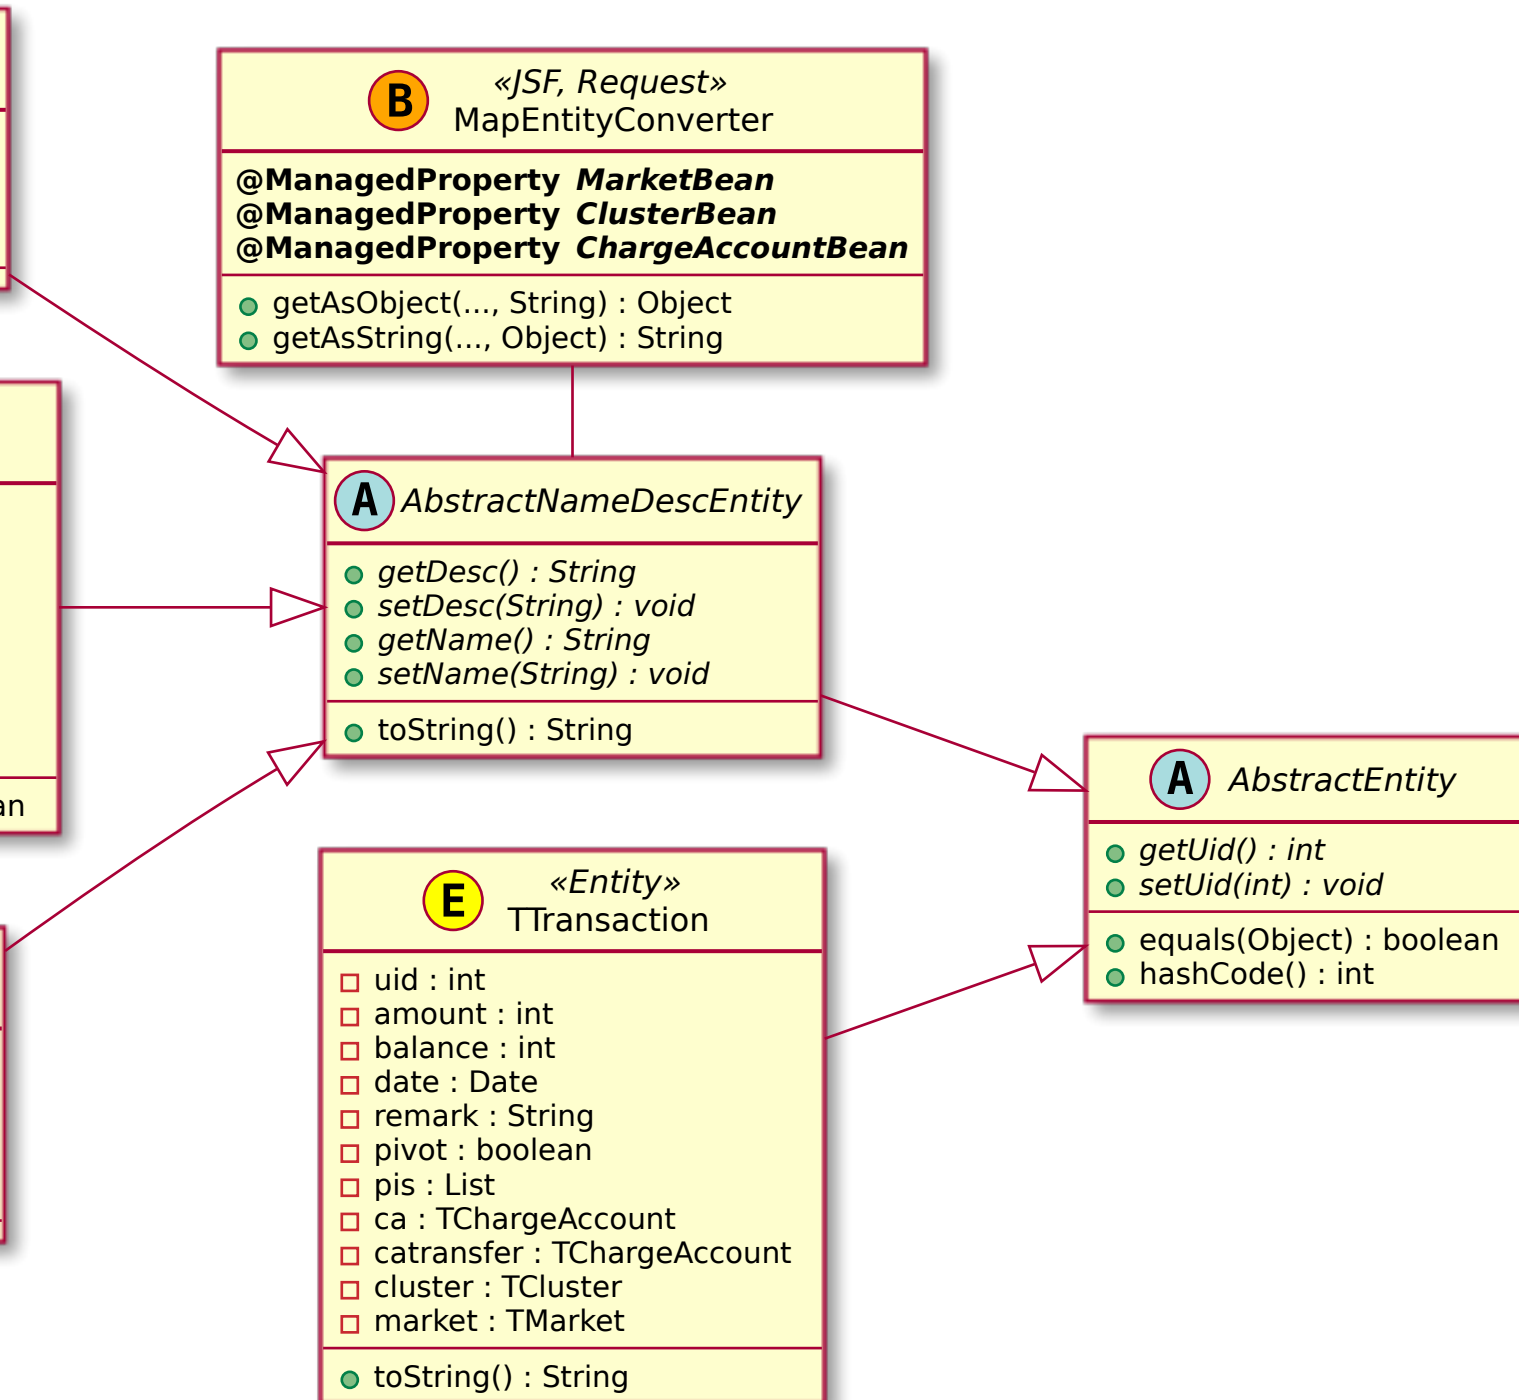 B
«JSF, Request»
MapEntityConverter
@ManagedProperty MarketBean
@ManagedProperty ClusterBean
@ManagedProperty ChargeAccountBean
getAsObject(..., String) : Object
getAsString(..., Object) : String
A AbstractNameDescEntity
getDesc() : String
setDesc(String) : void
getName() : String
setName(String) : void
toString() : String
an
A AbstractEntity
getUid() : int
setUid(int) : void
equals(Object) : boolean
hashCode() : int
E
«Entity»
TTransaction
uid : int
amount : int
balance : int
date : Date
remark : String
pivot : boolean
pis : List
ca : TChargeAccount
catransfer : TChargeAccount
cluster : TCluster
market : TMarket
toString() : String